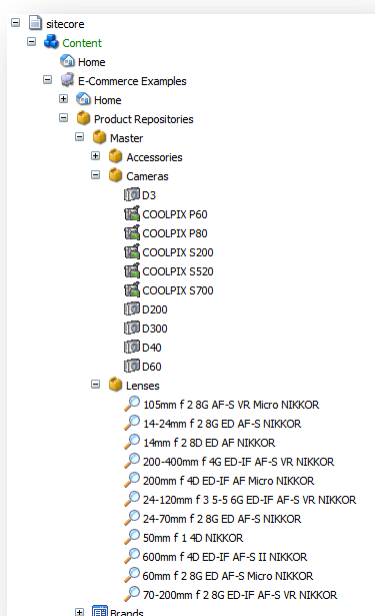 sitecore
Content
Home
E-Commerce Examples
Home
Product Repositories
Master
Accessories
Cameras
D3
COOLPIX P60
COOLPIX P80
COOLPIX S200
COOLPIX S520
COOLPIX S700
D200
D300
D40
D60
Lenses
105mm f 2 8G AF-S VR Micro NIKKOR
14-24mm f 2 8G ED AF-S NIKKOR
14mm f 2 8D ED AF NIKKOR
200-400mm f 4G ED-IF AF-S VR NIKKOR
200mm f 4D ED-IF AF Micro NIKKOR
24-120mm f 3 5-5 6G ED-IF AF-S VR NIKKOR
24-70mm f 2 8G ED AF-S NIKKOR
50mm f 1 4D NIKKOR
600mm f 4D ED-IF AF-S II NIKKOR
60mm f 2 8G ED AF-S Micro NIKKOR
70-200mm f 2 8G ED-IF AF-S VR NIKKOR
Brands